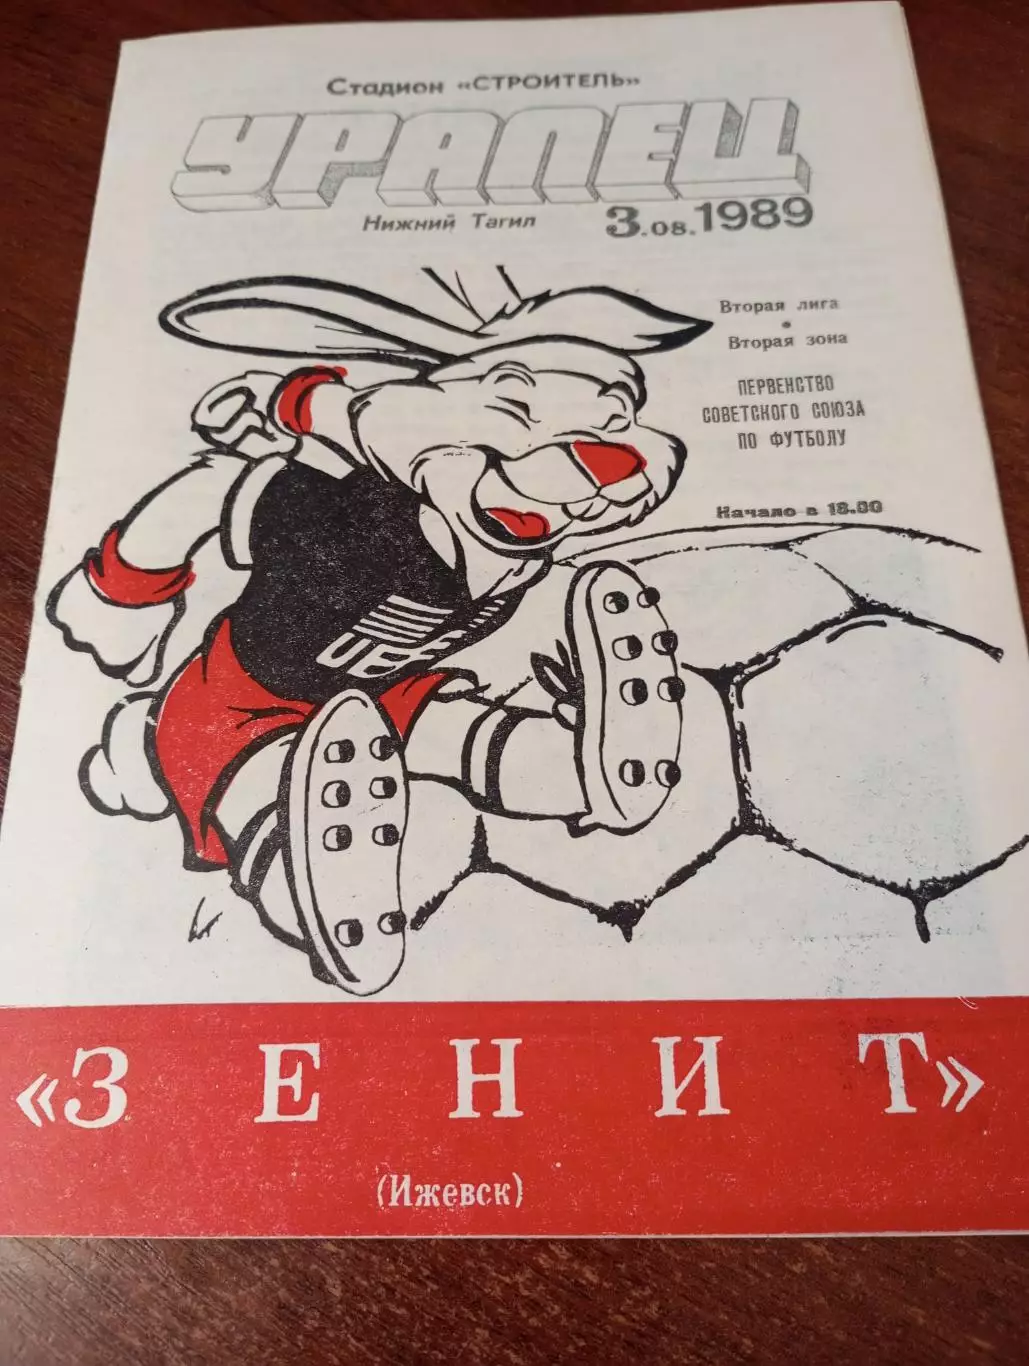 Стадион «СТРОИТЕЛЬ»
УРАЛЕЦ
Нижний Тагил 3.08.1989
Вторая лига
•
Вторая зона
ПЕРВЕНСТВО
СОВЕТСКОГО СОЮЗА
ПО ФУТБОЛУ
Начало в 18.00
«ЗЕНИТ»
(Ижевск)